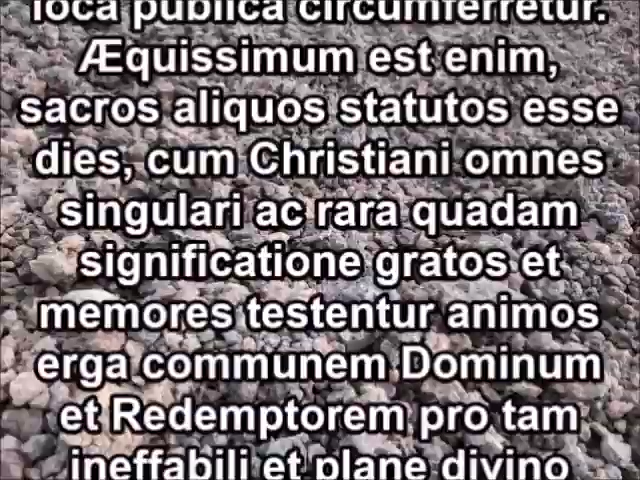 loca publica circumferretur.
Æquissimum est enim,
sacros aliquos statutos esse
dies, cum Christiani omnes
singulari ac rara quadam
significatione gratos et
memores testentur animos
erga communem Dominum
et Redemptorem pro tam
ineffabili et plane divino